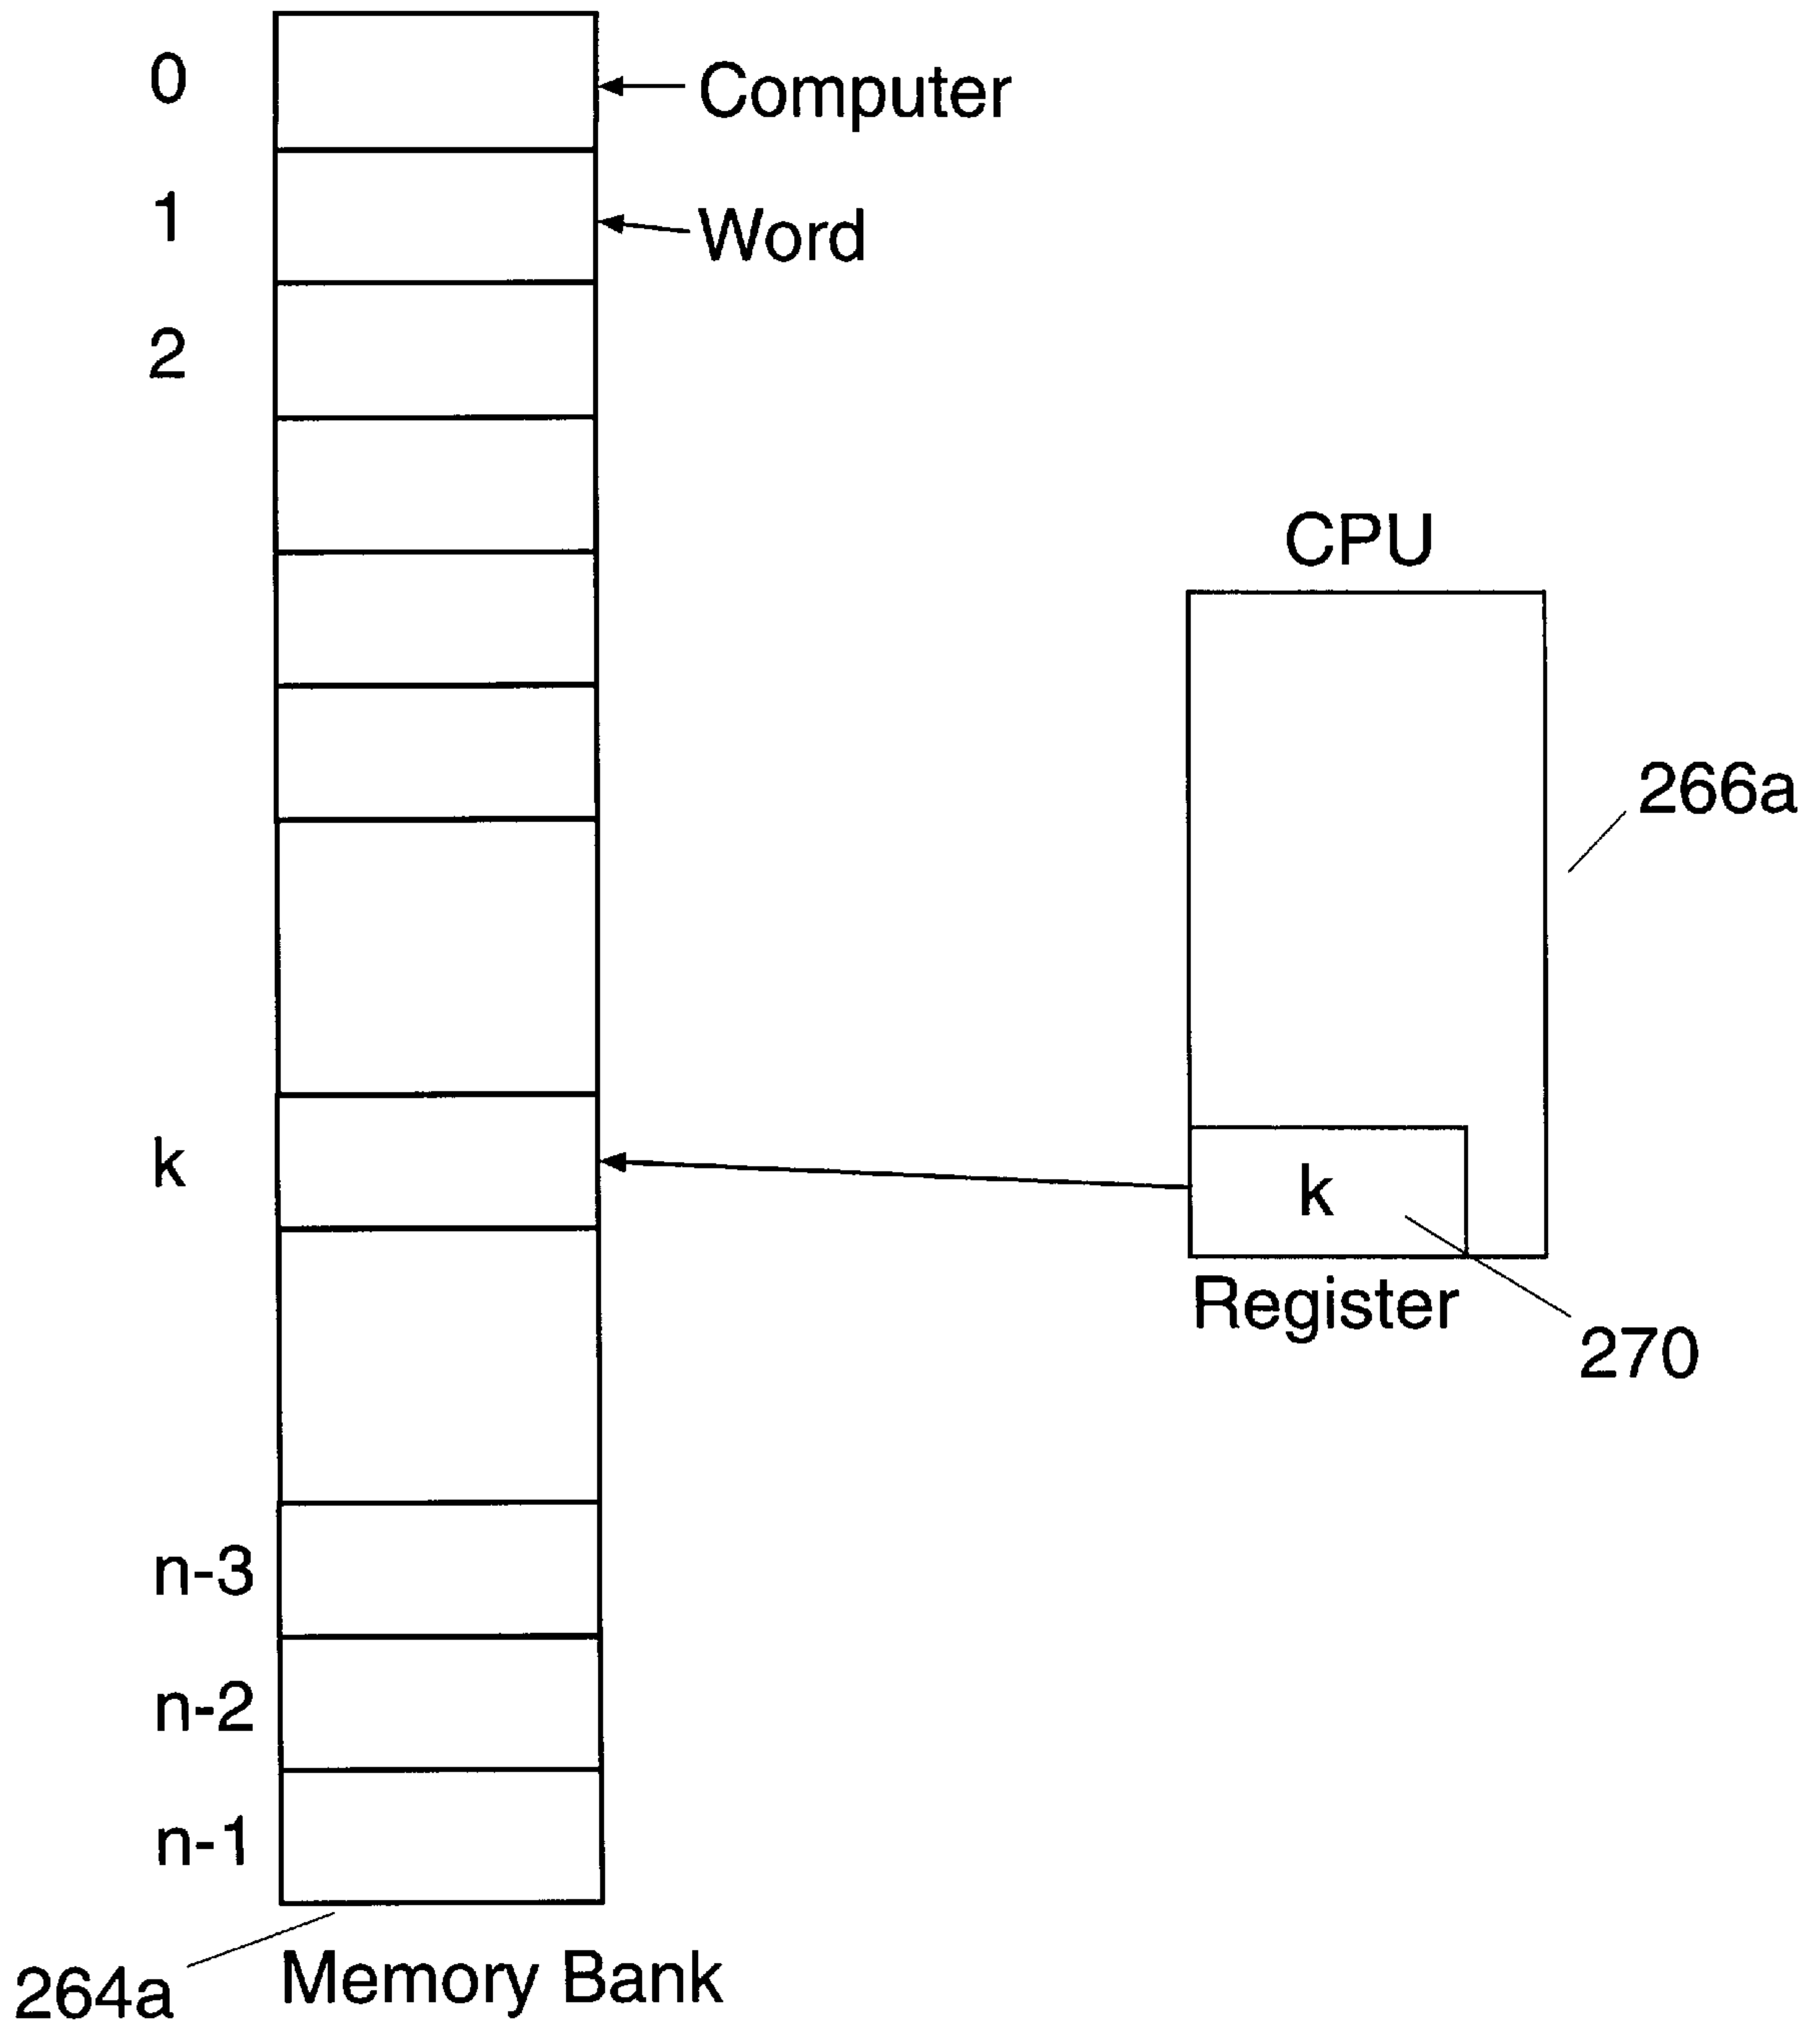 0
Computer
1
Word
2
CPU
266a
k
k
Register
270
n-3
n-2
n-1
264a
Memory Bank